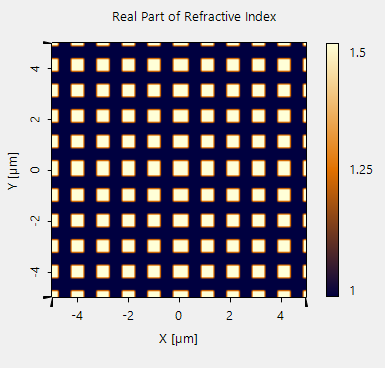 Real Part of Refractive Index
Y [µm]
4
2
0
-2
-4
-4 -2 0 2 4
X [µm]
1.5
1.25
1